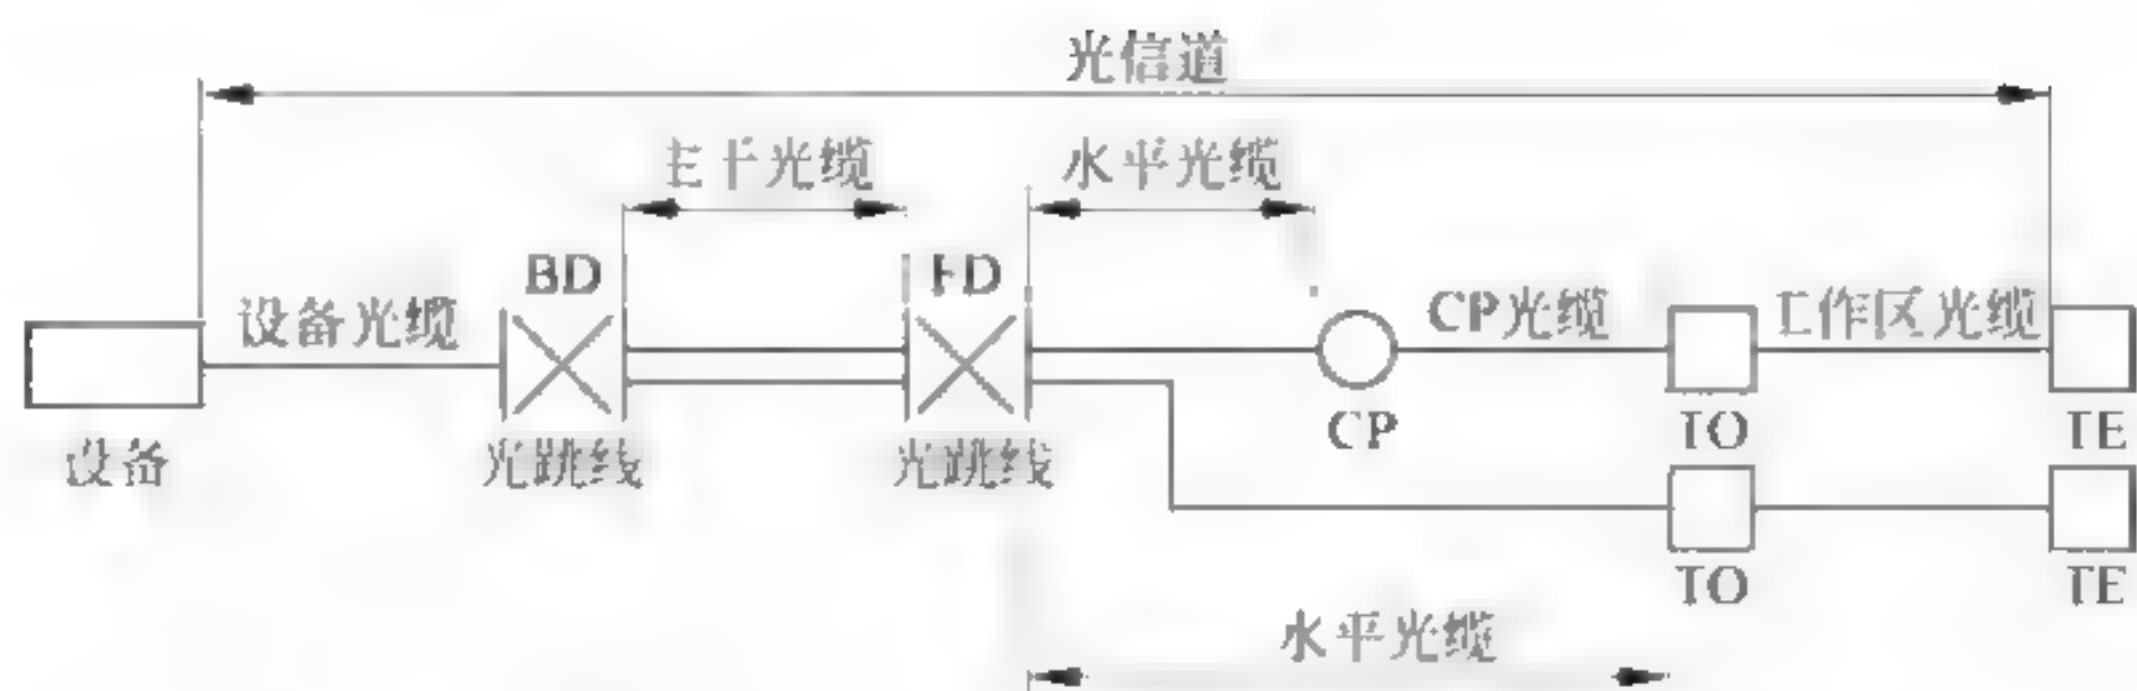 光信道
主干光缆 水平光缆
BD FD
设备光缆 CP光缆 工作区光缆
CP TO TE
设备 光跳线 光跳线
TO TE
水平光缆